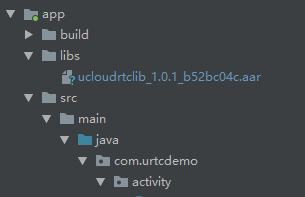 app
build
libs
ucloudrtclib_1.0.1_b52bc04c.aar
src
main
java
com.urtcdemo
activity